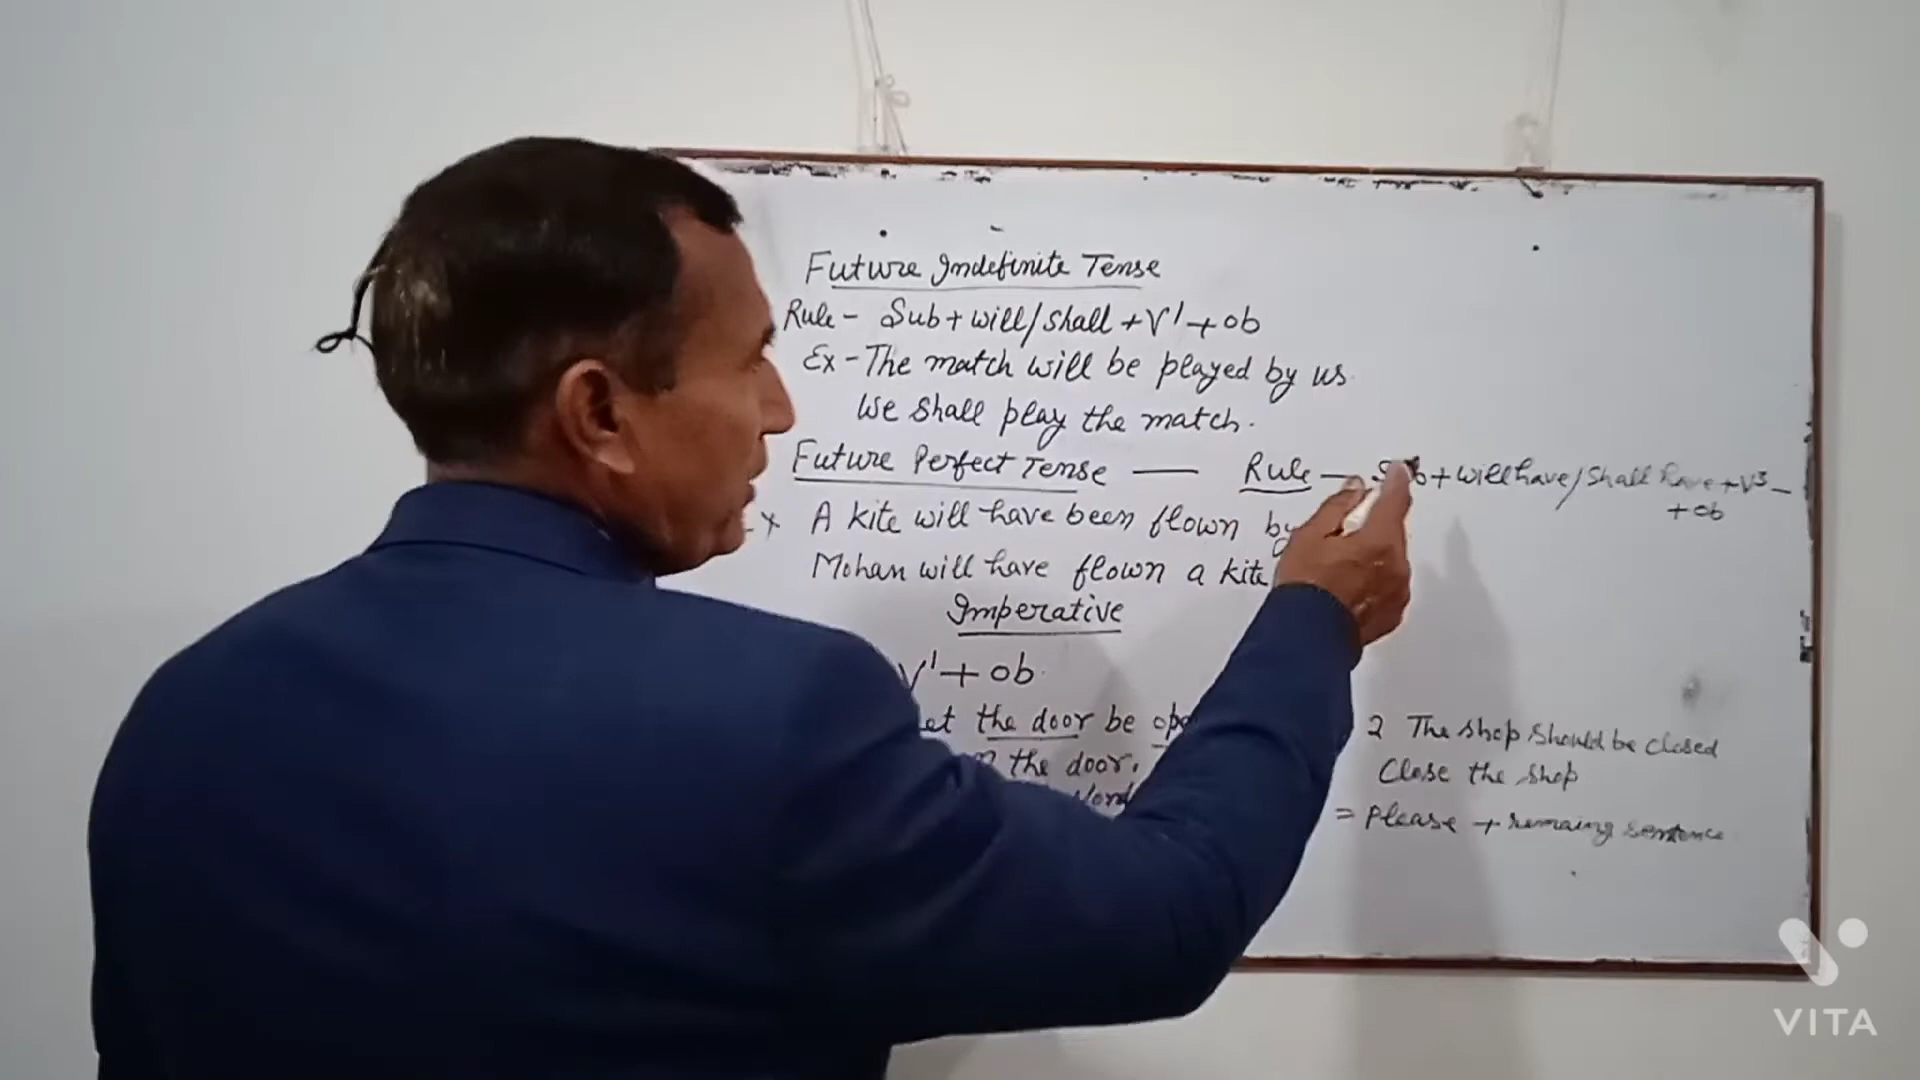 Future Indefinite Tense
Rule - Sub + will/shall + V¹ + ob
Ex - The match will be played by us.
We shall play the match.
Future Perfect Tense — Rule — Sub + will have/shall have + V³ -
+ ob
A kite will have been flown by
Mohan will have flown a kite
Imperative
V¹ + ob.
the door be
the door.
2 The shop should be closed
Close the shop
= Please + remaing sentence
VITA